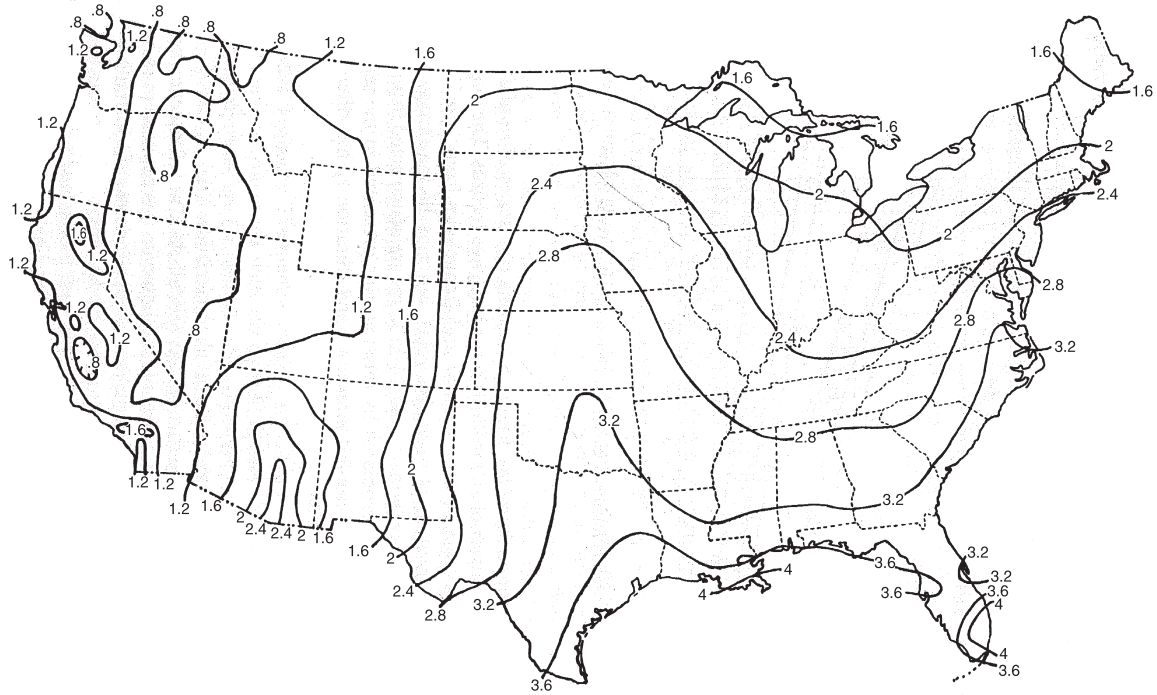 .8 .8 .8 .8 .8 .8 1.2 1.6 1.6
1.2 1.2 1.6 1.6
2 1.6
1.2 .8 2.4 2 2
1.2 2 2.4
1.6 1.2 2.8 2
1.2 2.8
1.2 1.2 .8 1.2 1.6 2.4 2.8
.8 3.2
1.6 3.2 2.8
2
1.2 1.2 1.2 1.6 2 2.4 2.4 2 1.6 3.2
1.6 2 3.6 3.2
2.4 2.8 3.2 4 4 3.6 3.2 3.6
4
4
3.6 3.6